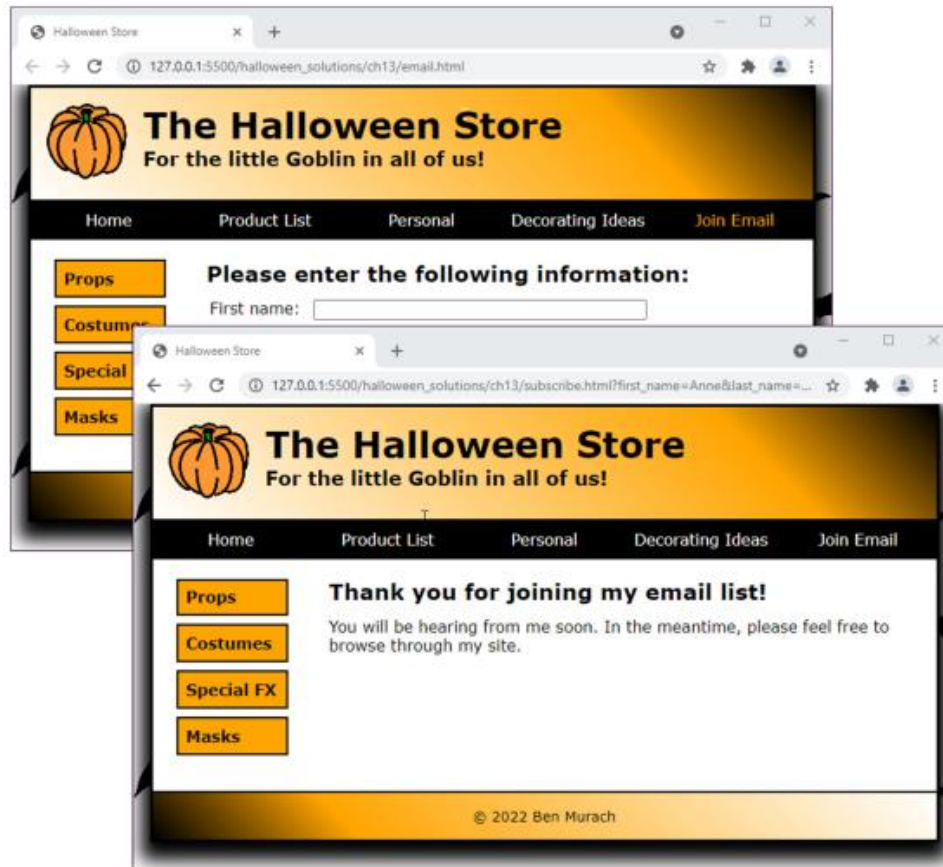 Halloween Store
127.0.0.1:5500/halloween_solutions/ch13/email.html
The Halloween Store
For the little Goblin in all of us!
Home Product List Personal Decorating Ideas Join Email
Props
Costumes
Special
Masks
Please enter the following information:
First name:
Halloween Store
127.0.0.1:5500/halloween_solutions/ch13/subscribe.html?first_name=Anne&last_name=...
The Halloween Store
For the little Goblin in all of us!
Home Product List Personal Decorating Ideas Join Email
Props
Costumes
Special FX
Masks
Thank you for joining my email list!
You will be hearing from me soon. In the meantime, please feel free to
browse through my site.
© 2022 Ben Murach